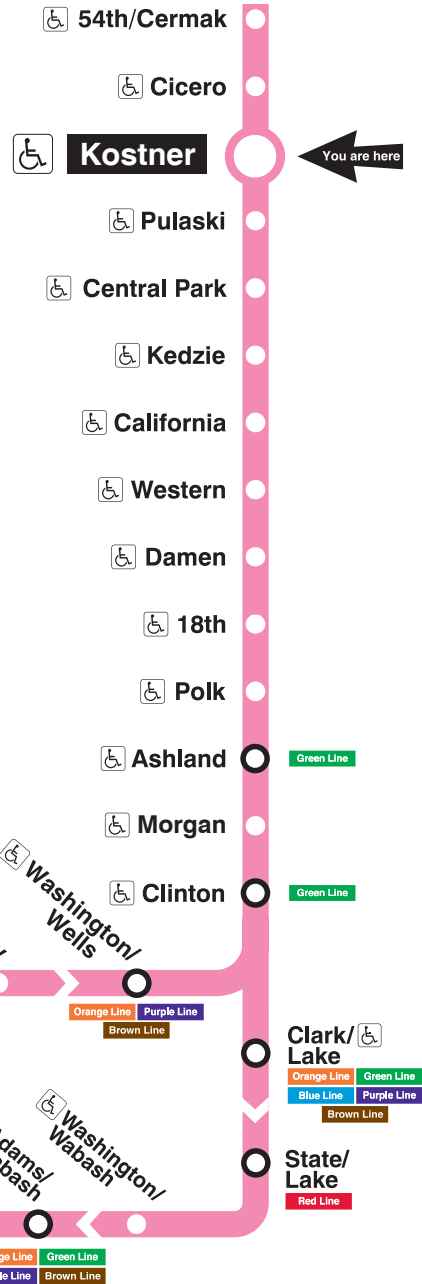 54th/Cermak
Cicero
Kostner
You are here
Pulaski
Central Park
Kedzie
California
Western
Damen
18th
Polk
Ashland
Green Line
Morgan
Clinton
Green Line
Washington/
Wells
Orange Line Purple Line
Brown Line
Clark/
Lake
Orange Line Green Line
Blue Line Purple Line
Brown Line
Washington/
Wabash
State/
Lake
Red Line
Green Line
Brown Line